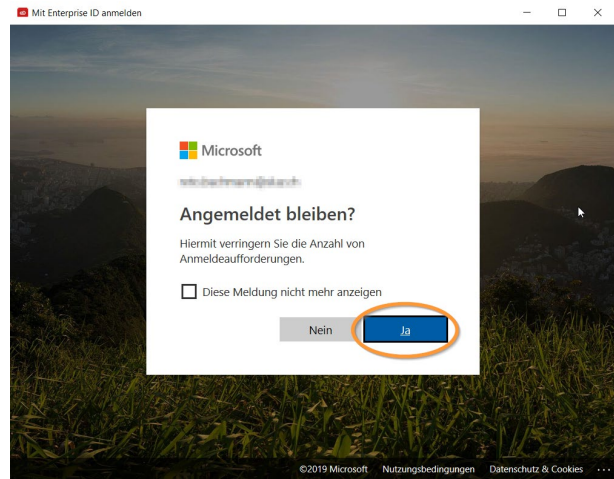 Mit Enterprise ID anmelden
Microsoft
Angemeldet bleiben?
Hiermit verringern Sie die Anzahl von
Anmeldeaufforderungen.
Diese Meldung nicht mehr anzeigen
Nein
Ja
©2019 Microsoft Nutzungsbedingungen Datenschutz & Cookies ...